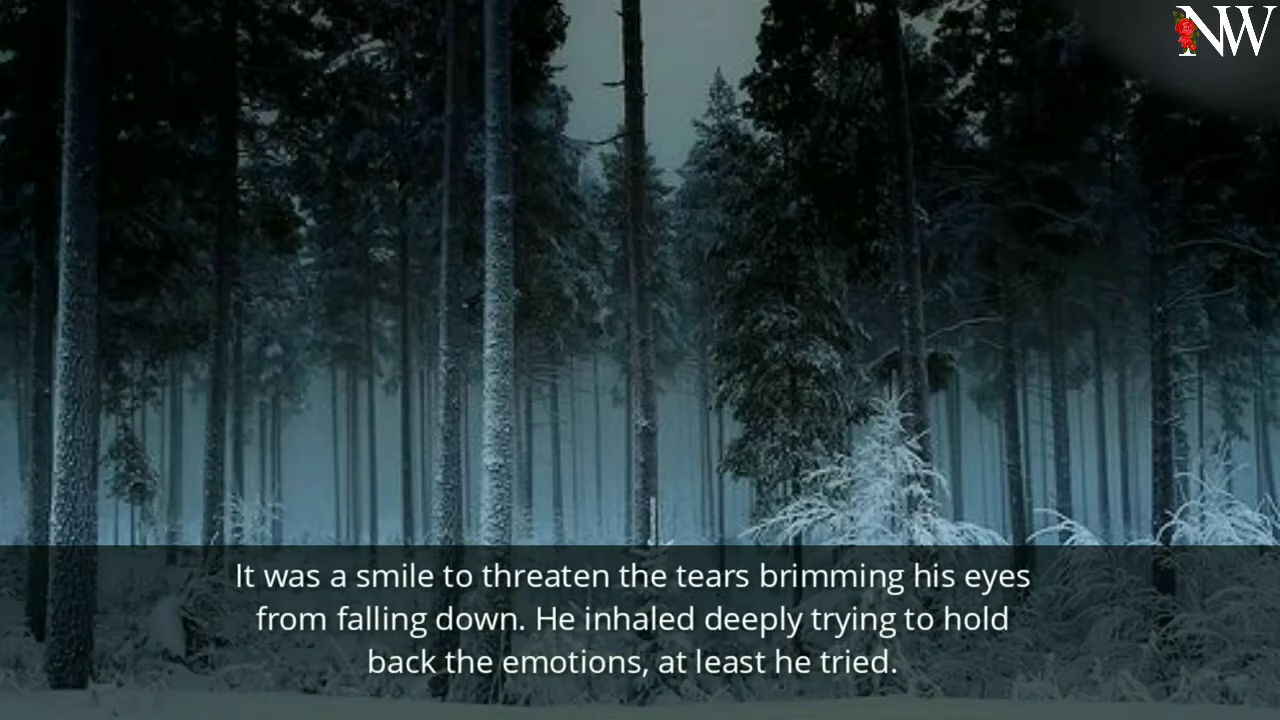 NW
It was a smile to threaten the tears brimming his eyes
from falling down. He inhaled deeply trying to hold
back the emotions, at least he tried.